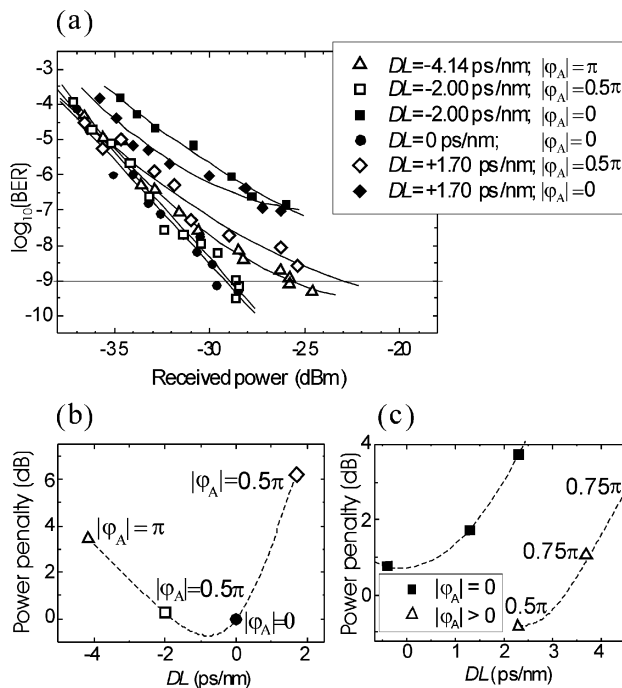 (a)
△ DL=-4.14 ps/nm; |φA|=π
□ DL=-2.00 ps/nm; |φA|=0.5π
■ DL=-2.00 ps/nm; |φA|=0
● DL=0 ps/nm; |φA|=0
◇ DL=+1.70 ps/nm; |φA|=0.5π
◆ DL=+1.70 ps/nm; |φA|=0
log10(BER)
-3
-4
-5
-6
-7
-8
-9
-10
-35 -30 -25 -20
Received power (dBm)
(b)
Power penalty (dB)
6
4
2
0
|φA|=0.5π
|φA|=π
|φA|=0.5π
|φA|=0
-4 -2 0 2
DL (ps/nm)
(c)
Power penalty (dB)
4
2
0
0.75π
0.75π
0.5π
■ |φA|=0
△ |φA|>0
0 2 4
DL (ps/nm)